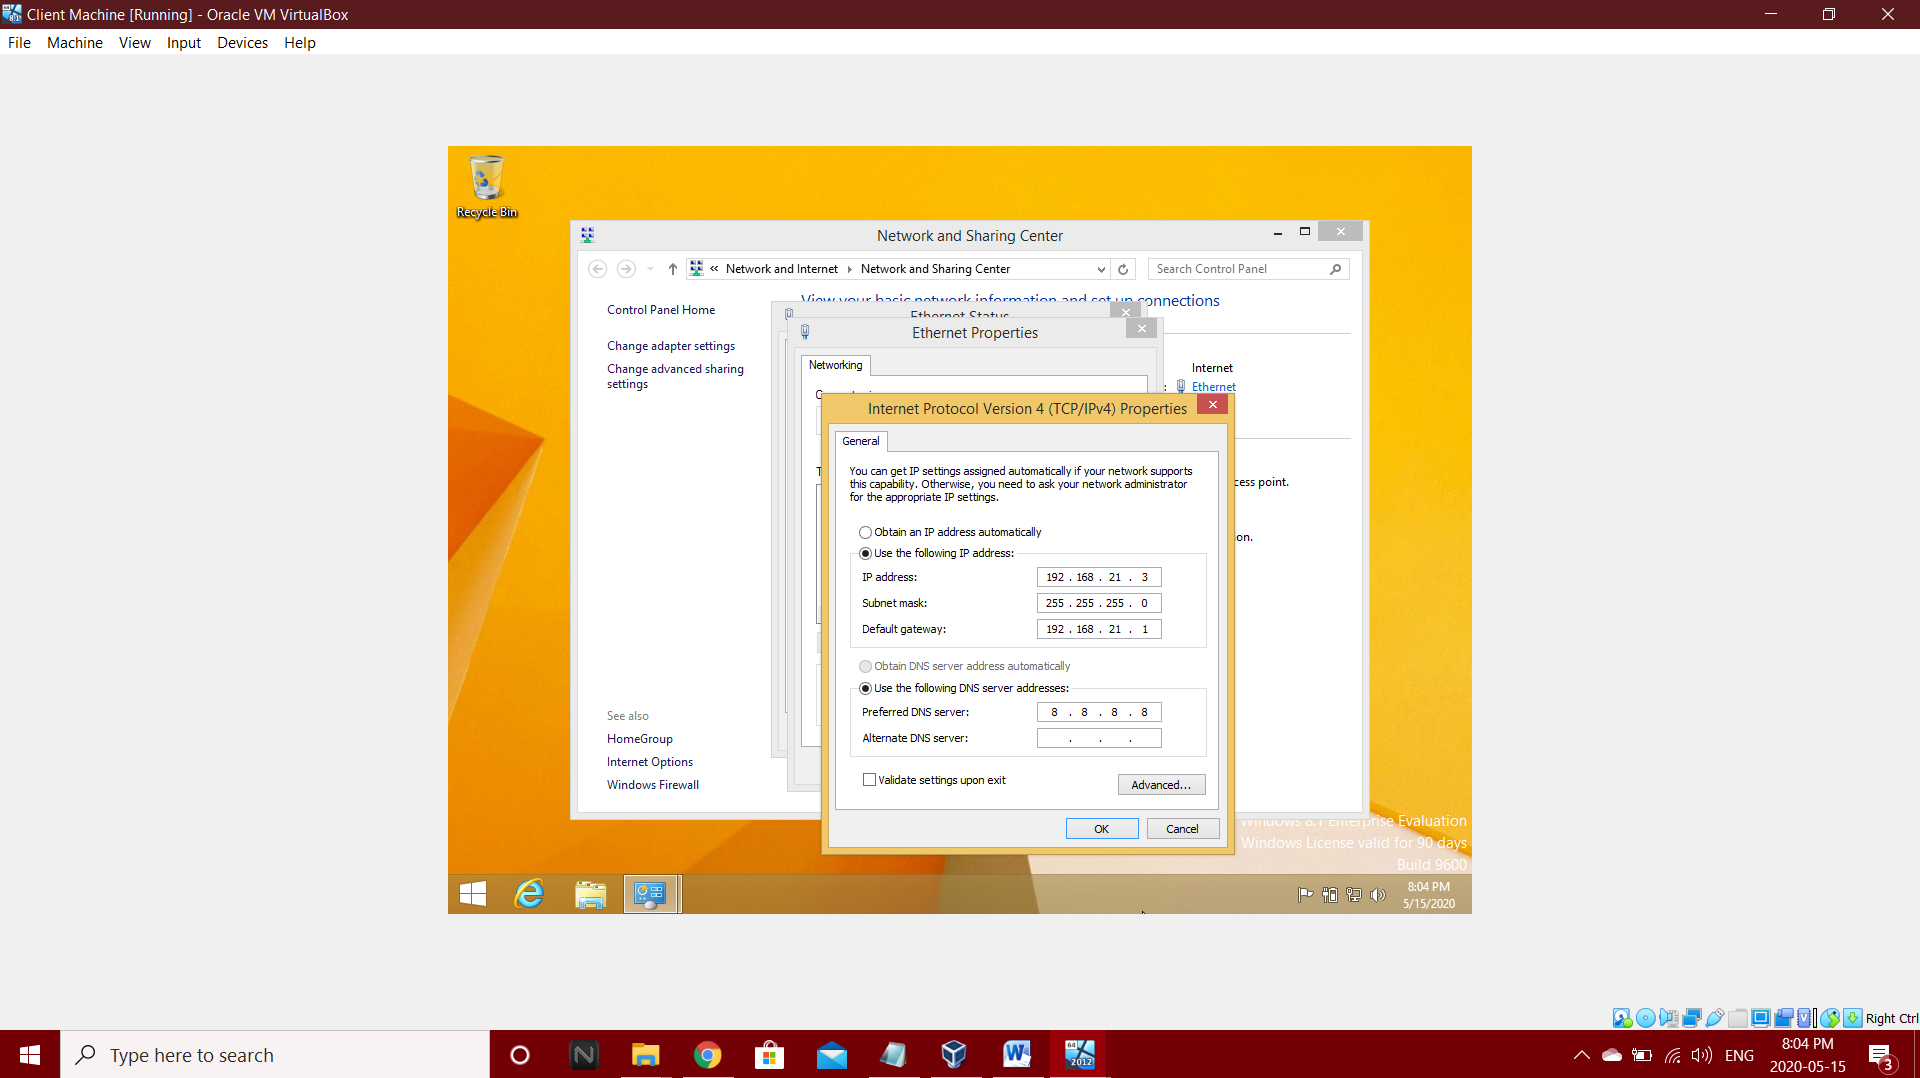 Client Machine [Running] - Oracle VM VirtualBox
File Machine View Input Devices Help
Recycle Bin
Network and Sharing Center
« Network and Internet Network and Sharing Center
Search Control Panel
Control Panel Home
Change adapter settings
Change advanced sharing
settings
View your basic network information and set up connections
Ethernet Status
Ethernet Properties
Networking
Internet
Ethernet
Internet Protocol Version 4 (TCP/IPv4) Properties
General
You can get IP settings assigned automatically if your network supports
this capability. Otherwise, you need to ask your network administrator
for the appropriate IP settings.
cess point.
ion.
Obtain an IP address automatically
Use the following IP address:
IP address: 192 . 168 . 21 . 3
Subnet mask: 255 . 255 . 255 . 0
Default gateway: 192 . 168 . 21 . 1
Obtain DNS server address automatically
Use the following DNS server addresses:
Preferred DNS server: 8 . 8 . 8 . 8
Alternate DNS server: . . .
Validate settings upon exit
Advanced...
OK Cancel
See also
HomeGroup
Internet Options
Windows Firewall
Windows 8.1 Enterprise Evaluation
Windows License valid for 90 days
Build 9600
8:04 PM
5/15/2020
Right Ctrl
Type here to search
64
2012
ENG
8:04 PM
2020-05-15
3